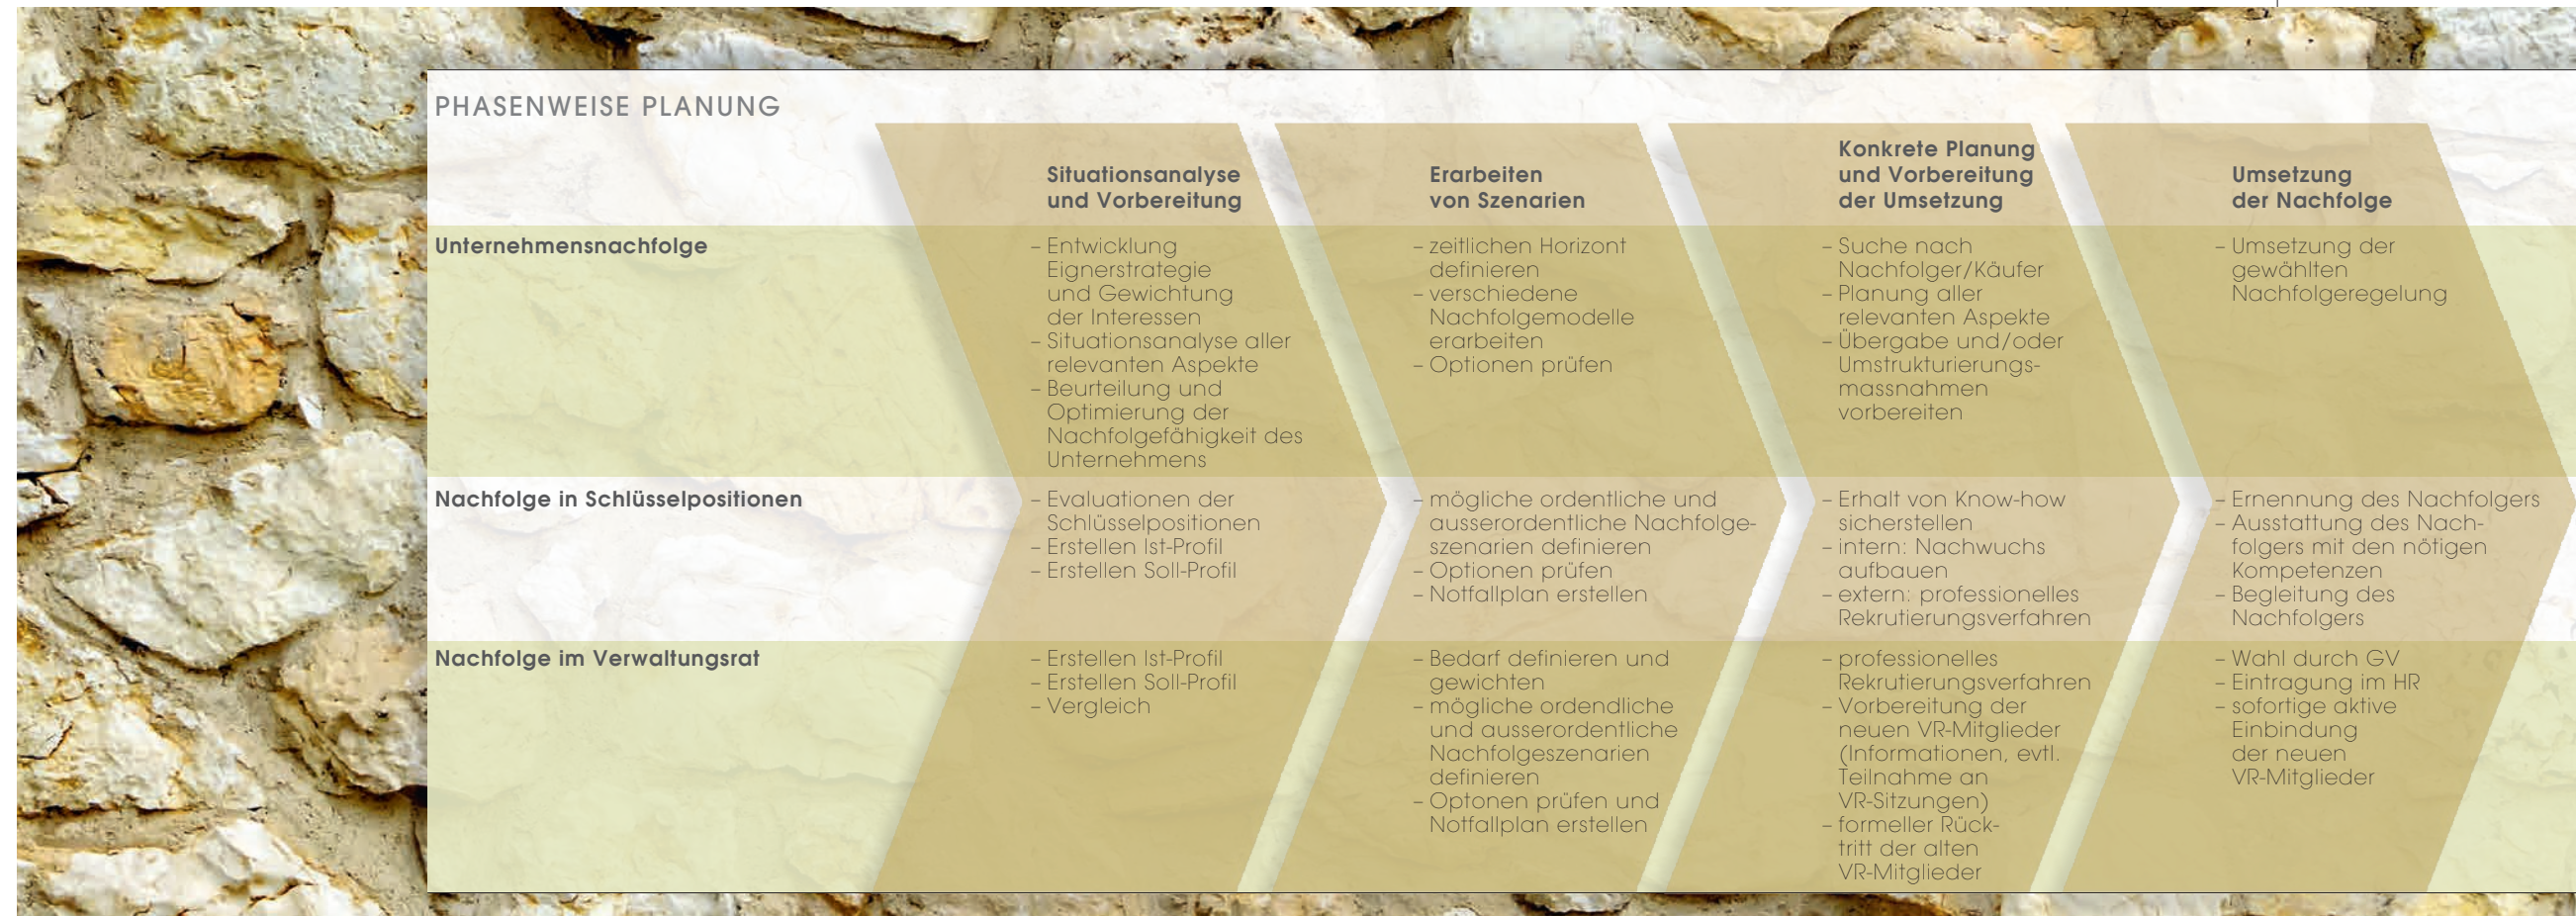 PHASENWEISE PLANUNG
Situationsanalyse
und Vorbereitung
Erarbeiten
von Szenarien
Konkrete Planung
und Vorbereitung
der Umsetzung
Umsetzung
der Nachfolge
Unternehmensnachfolge
– Entwicklung
Eignerstrategie
und Gewichtung
der Interessen
– Situationsanalyse aller
relevanten Aspekte
– Beurteilung und
Optimierung der
Nachfolgefähigkeit des
Unternehmens
– zeitlichen Horizont
definieren
– verschiedene
Nachfolgemodelle
erarbeiten
– Optionen prüfen
– Suche nach
Nachfolger/Käufer
– Planung aller
relevanten Aspekte
– Übergabe und/oder
Umstrukturierungs-
massnahmen
vorbereiten
– Umsetzung der
gewählten
Nachfolgeregelung
Nachfolge in Schlüsselpositionen
– Evaluationen der
Schlüsselpositionen
– Erstellen Ist-Profil
– Erstellen Soll-Profil
– mögliche ordentliche und
ausserordentliche Nachfolge-
szenarien definieren
– Optionen prüfen
– Notfallplan erstellen
– Erhalt von Know-how
sicherstellen
– intern: Nachwuchs
aufbauen
– extern: professionelles
Rekrutierungsverfahren
– Ernennung des Nachfolgers
– Ausstattung des Nach-
folgers mit den nötigen
Kompetenzen
– Begleitung des
Nachfolgers
Nachfolge im Verwaltungsrat
– Erstellen Ist-Profil
– Erstellen Soll-Profil
– Vergleich
– Bedarf definieren und
gewichten
– mögliche ordendliche
und ausserordentliche
Nachfolgeszenarien
definieren
– Optonen prüfen und
Notfallplan erstellen
– professionelles
Rekrutierungsverfahren
– Vorbereitung der
neuen VR-Mitglieder
(Informationen, evtl.
Teilnahme an
VR-Sitzungen)
– formeller Rück-
tritt der alten
VR-Mitglieder
– Wahl durch GV
– Eintragung im HR
– sofortige aktive
Einbindung
der neuen
VR-Mitglieder